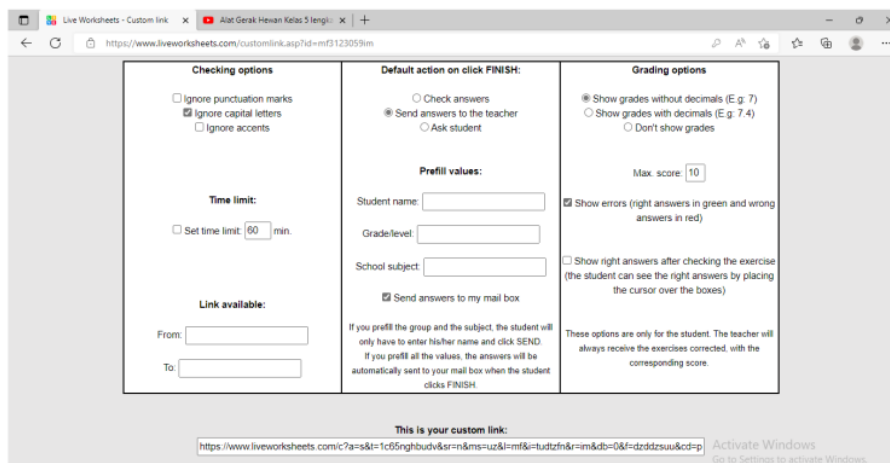 Live Worksheets - Custom link
Alat Gerak Hewan Kelas 5 lengk
https://www.liveworksheets.com/customlink.asp?id=mf3123059im
Checking options
Ignore punctuation marks
Ignore capital letters
Ignore accents
Time limit:
Set time limit: 60 min.
Link available:
From:
To:
Default action on click FINISH:
Check answers
Send answers to the teacher
Ask student
Prefill values:
Student name:
Grade/level:
School subject:
Send answers to my mail box
If you prefill the group and the subject, the student will
only have to enter his/her name and click SEND.
If you prefill all the values, the answers will be
automatically sent to your mail box when the student
clicks FINISH.
Grading options
Show grades without decimals (E.g: 7)
Show grades with decimals (E.g: 7.4)
Don't show grades
Max. score: 10
Show errors (right answers in green and wrong
answers in red)
Show right answers after checking the exercise
(the student can see the right answers by placing
the cursor over the boxes)
These options are only for the student. The teacher will
always receive the exercises corrected, with the
corresponding score.
This is your custom link:
https://www.liveworksheets.com/c?a=s&t=1c65nghbudv&sr=n&ms=uz&l=mf&i=tudtzfn&r=im&db=0&f=dzddzsuu&cd=p
Activate Windows
Go to Settings to activate Windows.